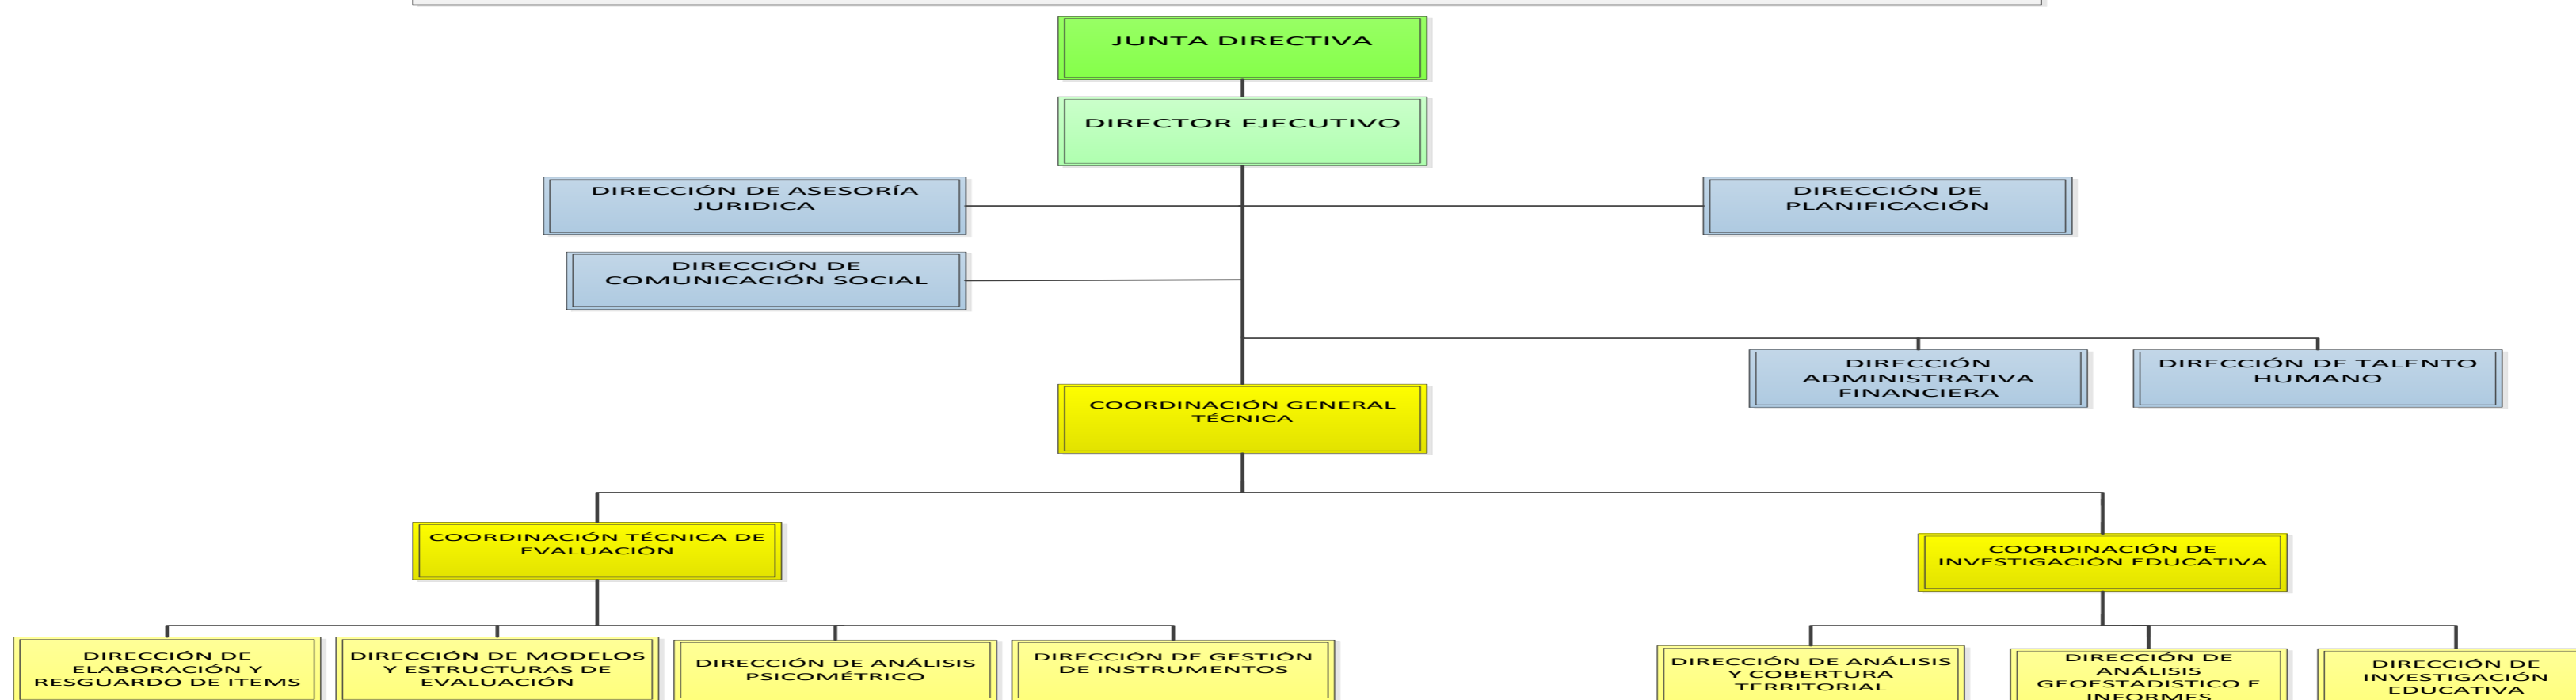 JUNTA DIRECTIVA
DIRECTOR EJECUTIVO
DIRECCIÓN DE ASESORÍA
JURIDICA
DIRECCIÓN DE
PLANIFICACIÓN
DIRECCIÓN DE
COMUNICACIÓN SOCIAL
DIRECCIÓN
ADMINISTRATIVA
FINANCIERA
DIRECCIÓN DE TALENTO
HUMANO
COORDINACIÓN GENERAL
TÉCNICA
COORDINACIÓN TÉCNICA DE
EVALUACIÓN
COORDINACIÓN DE
INVESTIGACIÓN EDUCATIVA
DIRECCIÓN DE
ELABORACIÓN Y
RESGUARDO DE ITEMS
DIRECCIÓN DE MODELOS
Y ESTRUCTURAS DE
EVALUACIÓN
DIRECCIÓN DE ANÁLISIS
PSICOMÉTRICO
DIRECCIÓN DE GESTIÓN
DE INSTRUMENTOS
DIRECCIÓN DE ANÁLISIS
Y COBERTURA
TERRITORIAL
DIRECCIÓN DE
ANÁLISIS
GEOESTADISTICO E
INFORMES
DIRECCIÓN DE
INVESTIGACIÓN
EDUCATIVA